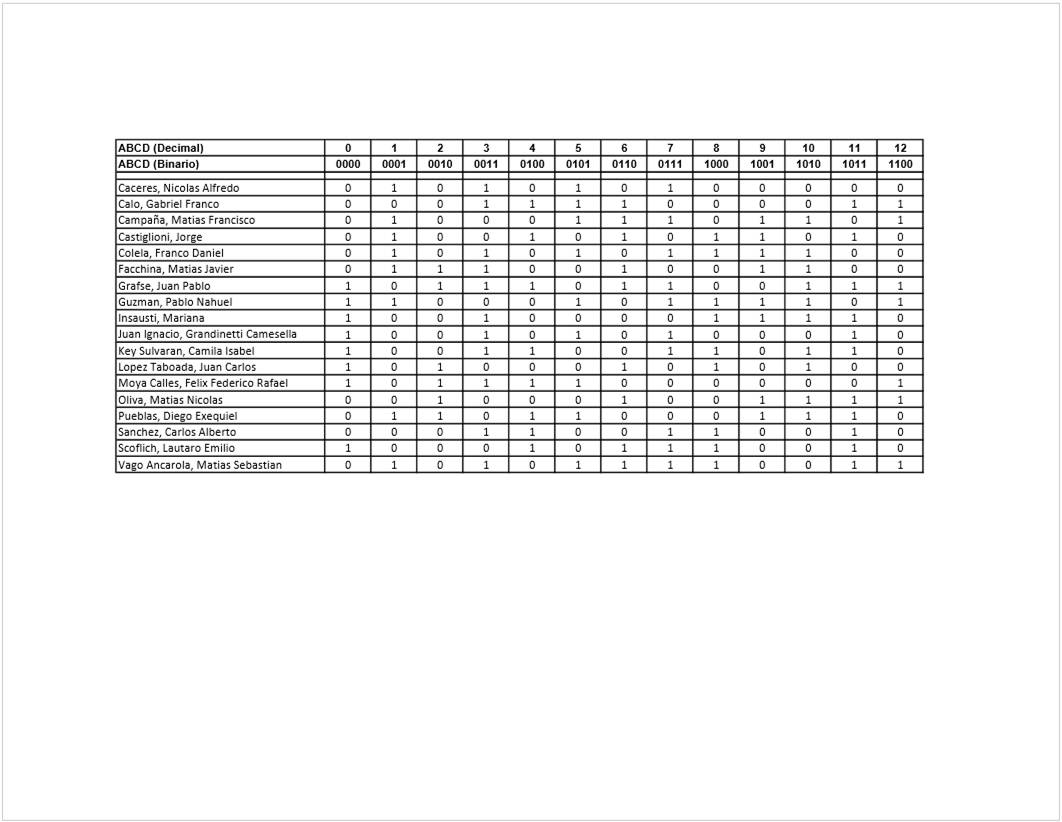 ABCD (Decimal) 0 1 2 3 4 5 6 7 8 9 10 11 12
ABCD (Binario) 0000 0001 0010 0011 0100 0101 0110 0111 1000 1001 1010 1011 1100
Caceres, Nicolas Alfredo 0 1 0 1 0 1 0 1 0 0 0 0 0
Calo, Gabriel Franco 0 0 0 1 1 1 1 0 0 0 0 1 1
Campaña, Matias Francisco 0 1 0 0 0 1 1 1 0 1 1 0 1
Castiglioni, Jorge 0 1 0 0 1 0 1 0 1 1 0 1 0
Colela, Franco Daniel 0 1 0 1 0 1 0 1 1 1 1 0 0
Facchina, Matias Javier 0 1 1 1 0 0 1 0 0 1 1 0 0
Grafse, Juan Pablo 1 0 1 1 1 0 1 1 0 0 1 1 1
Guzman, Pablo Nahuel 1 1 0 0 0 1 0 1 1 1 1 0 1
Insausti, Mariana 1 0 0 1 0 0 0 0 1 1 1 1 0
Juan Ignacio, Grandinetti Camesella 1 0 0 1 0 1 0 1 0 0 0 1 0
Key Sulvaran, Camila Isabel 1 0 0 1 1 0 0 1 1 0 1 1 0
Lopez Taboada, Juan Carlos 1 0 1 0 0 0 1 0 1 0 1 0 0
Moya Calles, Felix Federico Rafael 1 0 1 1 1 1 0 0 0 0 0 0 1
Oliva, Matias Nicolas 0 0 1 0 0 0 1 0 0 1 1 1 1
Pueblas, Diego Exequiel 0 1 1 0 1 1 0 0 0 1 1 1 0
Sanchez, Carlos Alberto 0 0 0 1 1 0 0 1 1 0 0 1 0
Scoflich, Lautaro Emilio 1 0 0 0 1 0 1 1 1 0 0 1 0
Vago Ancarola, Matias Sebastian 0 1 0 1 0 1 1 1 1 0 0 1 1